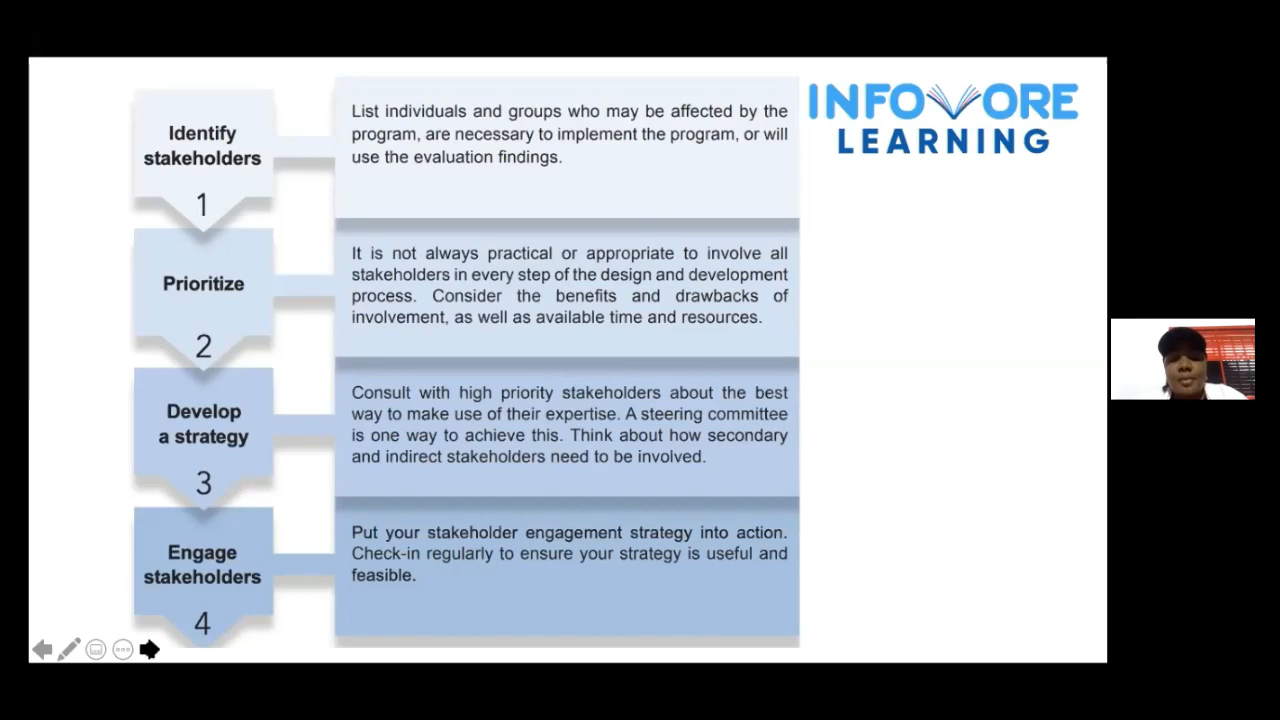 INFOVORE
LEARNING
Identify
stakeholders
1
List individuals and groups who may be affected by the
program, are necessary to implement the program, or will
use the evaluation findings.
Prioritize
2
It is not always practical or appropriate to involve all
stakeholders in every step of the design and development
process. Consider the benefits and drawbacks of
involvement, as well as available time and resources.
Develop
a strategy
3
Consult with high priority stakeholders about the best
way to make use of their expertise. A steering committee
is one way to achieve this. Think about how secondary
and indirect stakeholders need to be involved.
Engage
stakeholders
4
Put your stakeholder engagement strategy into action.
Check-in regularly to ensure your strategy is useful and
feasible.